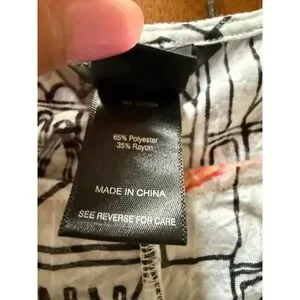 65% Polyester
35% Rayon
MADE IN CHINA
SEE REVERSE FOR CARE